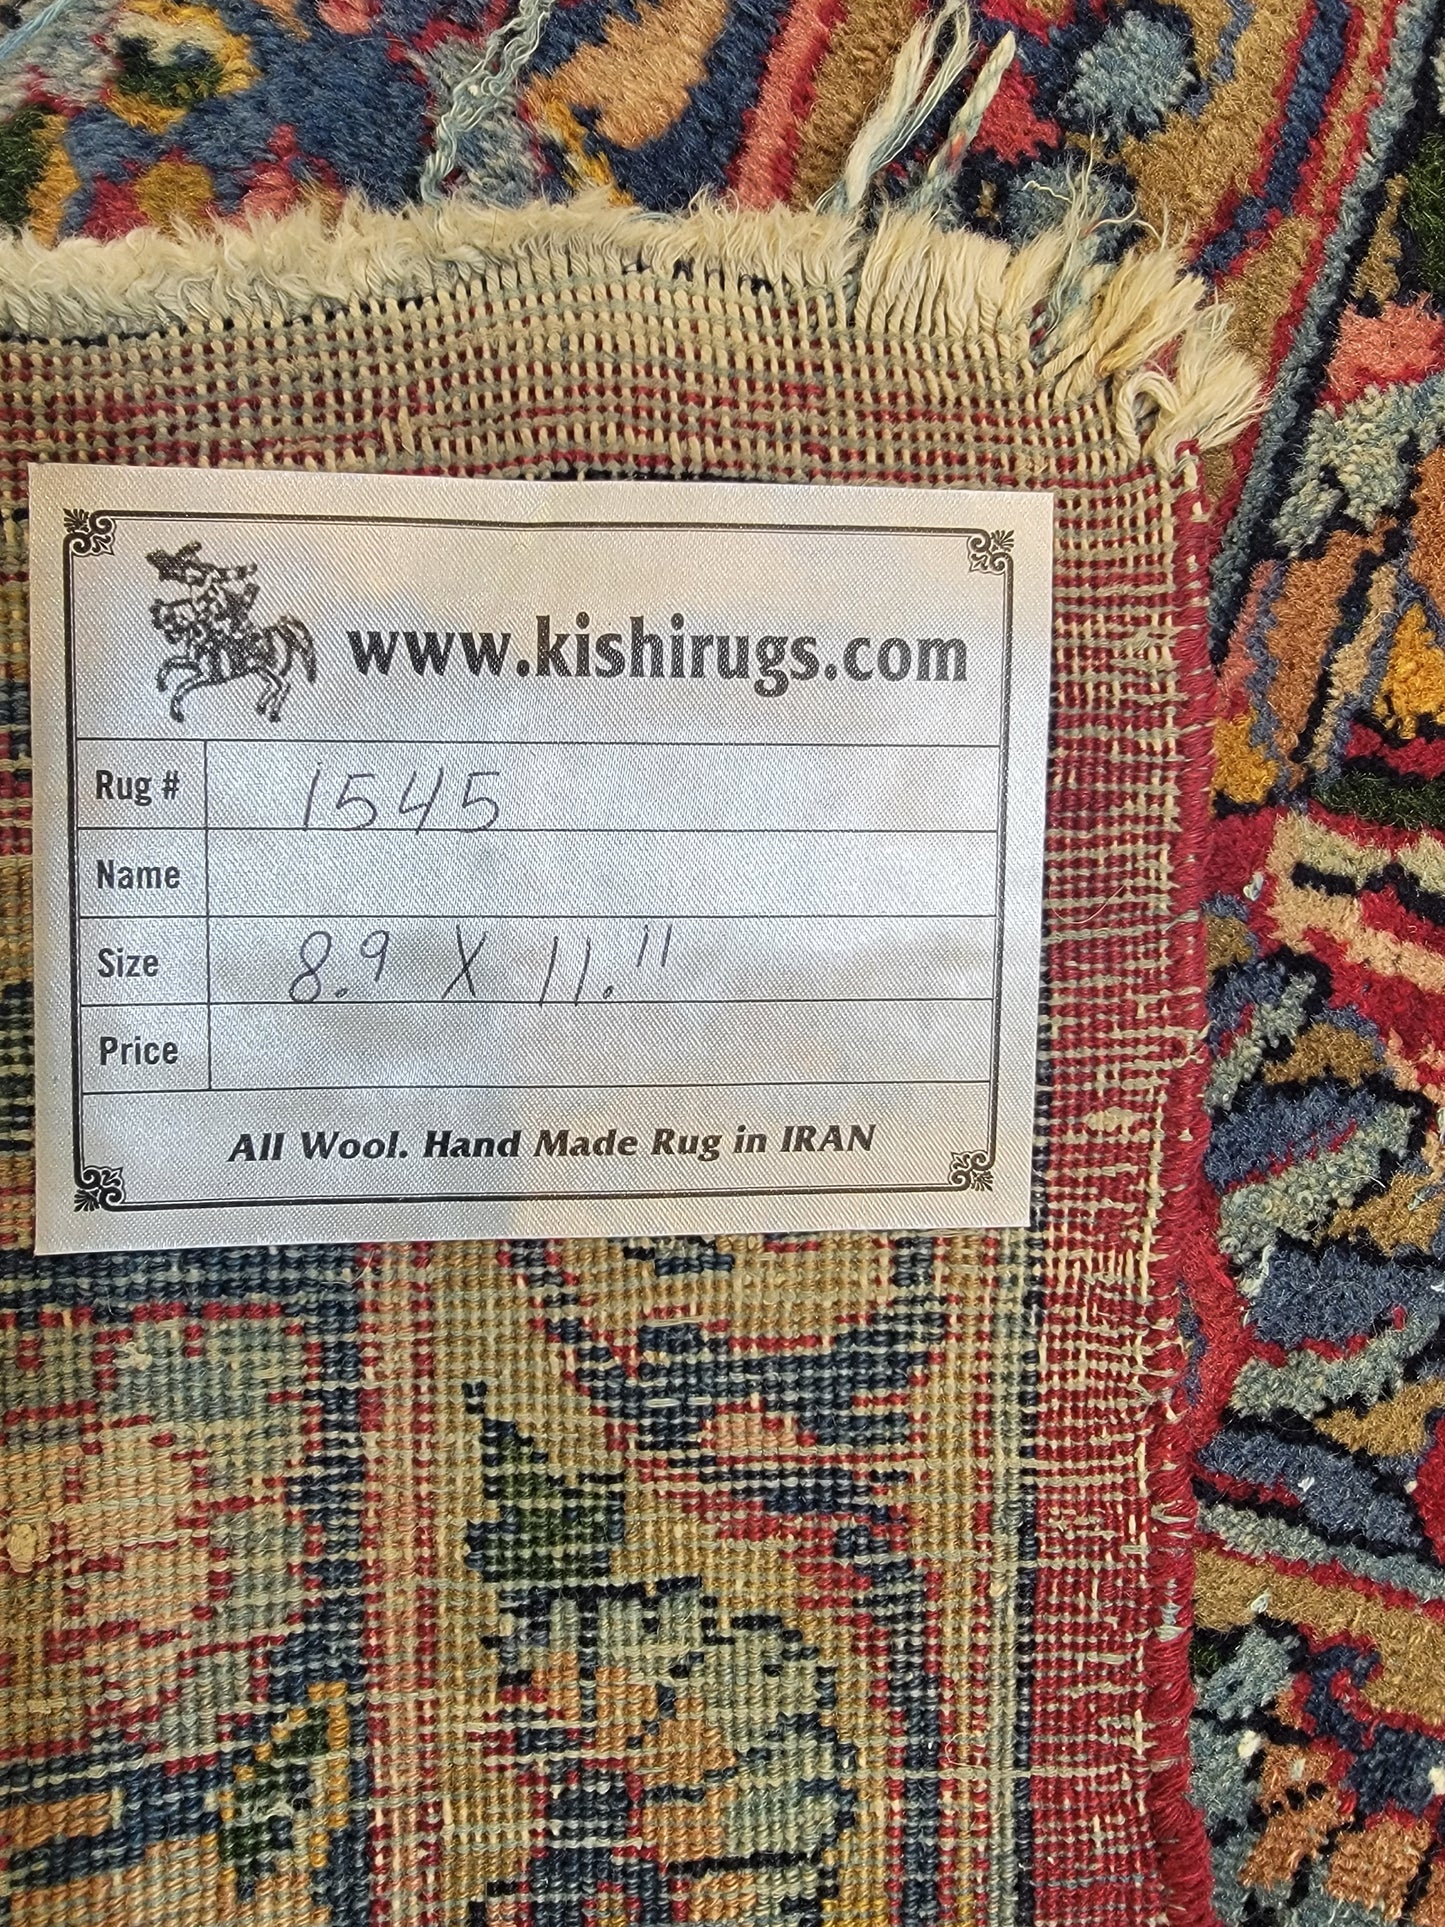 www.kishirugs.com
Rug # 1545
Name
Size 8.9 X 11."
Price
All Wool. Hand Made Rug in IRAN